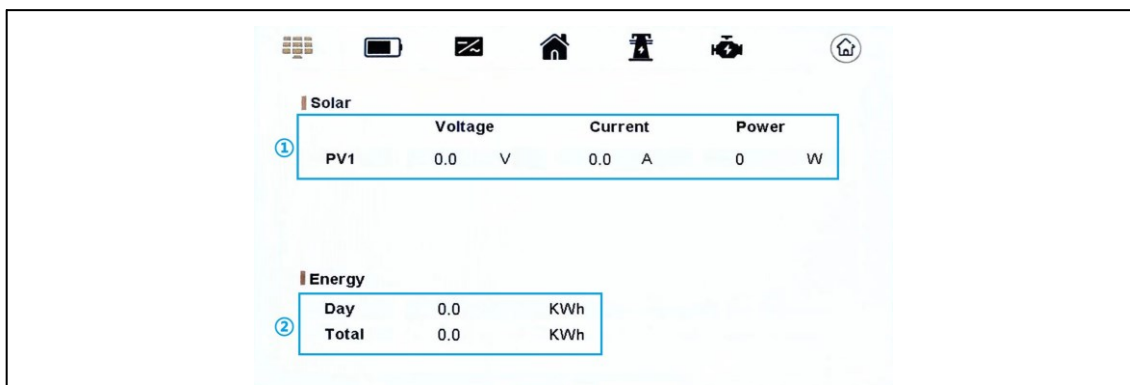 Solar
Voltage Current Power
① PV1 0.0 V 0.0 A 0 W
Energy
Day 0.0 KWh
② Total 0.0 KWh